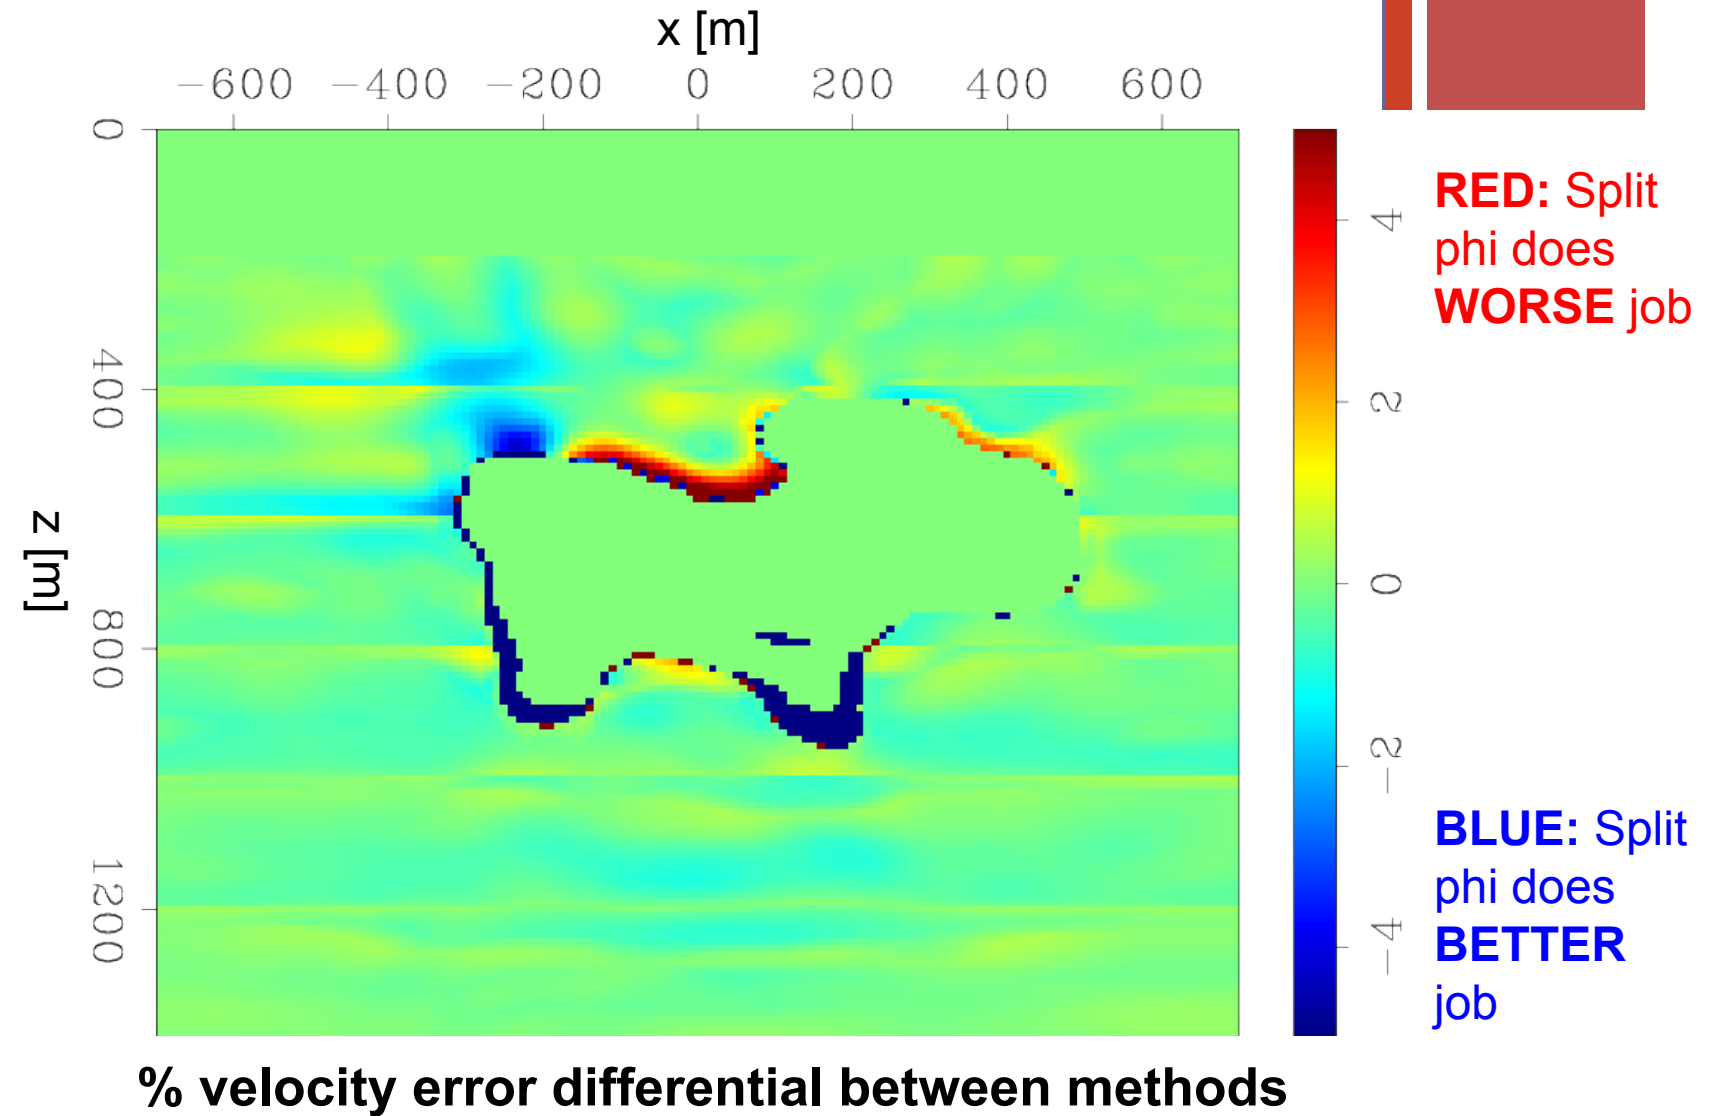 x [m]
−600 −400 −200 0 200 400 600
0
400
800
1200
z [m]
4
2
0
−2
−4
RED: Split
phi does
WORSE job
BLUE: Split
phi does
BETTER
job
% velocity error differential between methods